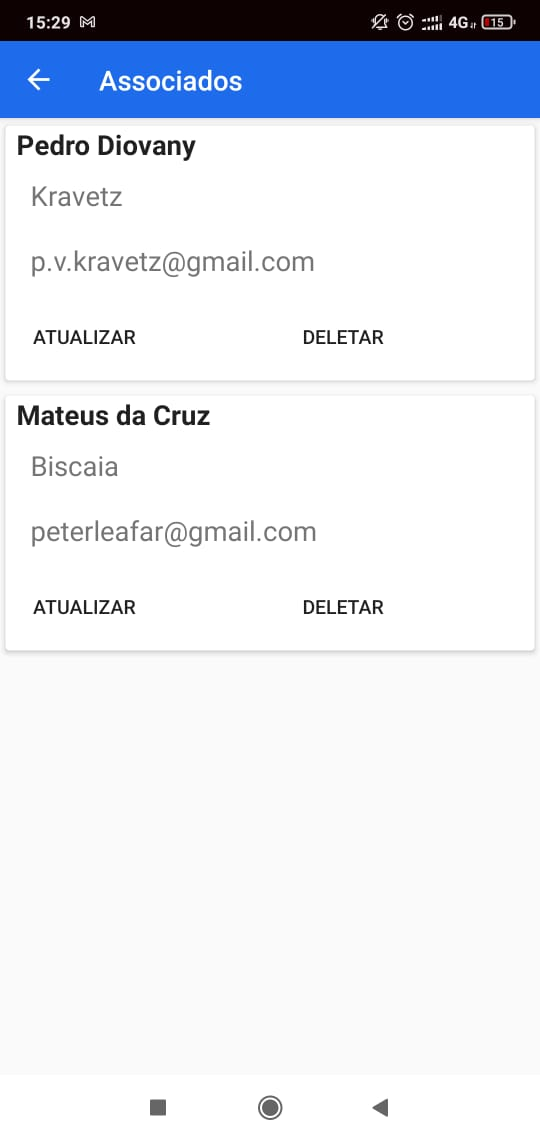 15:29 4G 15
Associados
Pedro Diovany
Kravetz
p.v.kravetz@gmail.com
ATUALIZAR DELETAR
Mateus da Cruz
Biscaia
peterleafar@gmail.com
ATUALIZAR DELETAR